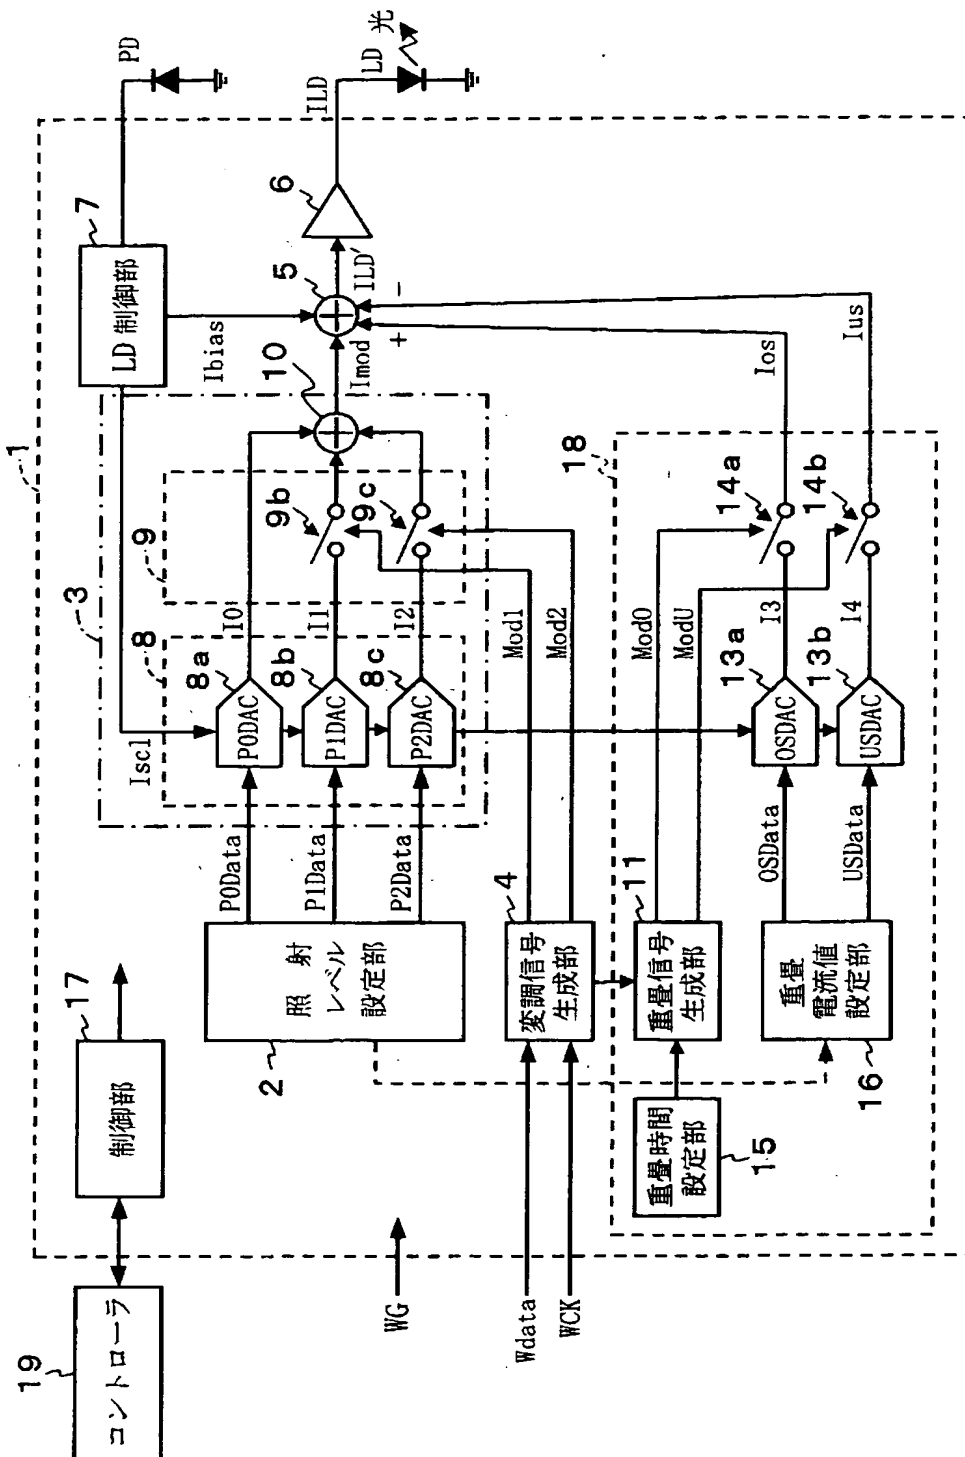 19
コントローラ
17
制御部
WG
Wdata
WCK
1
2
照 射
レベル
設定部
P0Data
P1Data
P2Data
3
8
8a
P0DAC
8b
P1DAC
8c
P2DAC
Iscl
I0
I1
I2
9
9b
9c
10
7
LD 制御部
PD
Ibias
Imod
5
+
-
ILD'
6
ILD
LD
光
4
変調信号
生成部
Mod1
Mod2
18
11
重畳信号
生成部
ModO
ModU
15
重畳時間
設定部
16
重畳
電流値
設定部
OSData
USData
13a
OSDAC
13b
USDAC
I3
I4
14a
14b
Ios
Ius